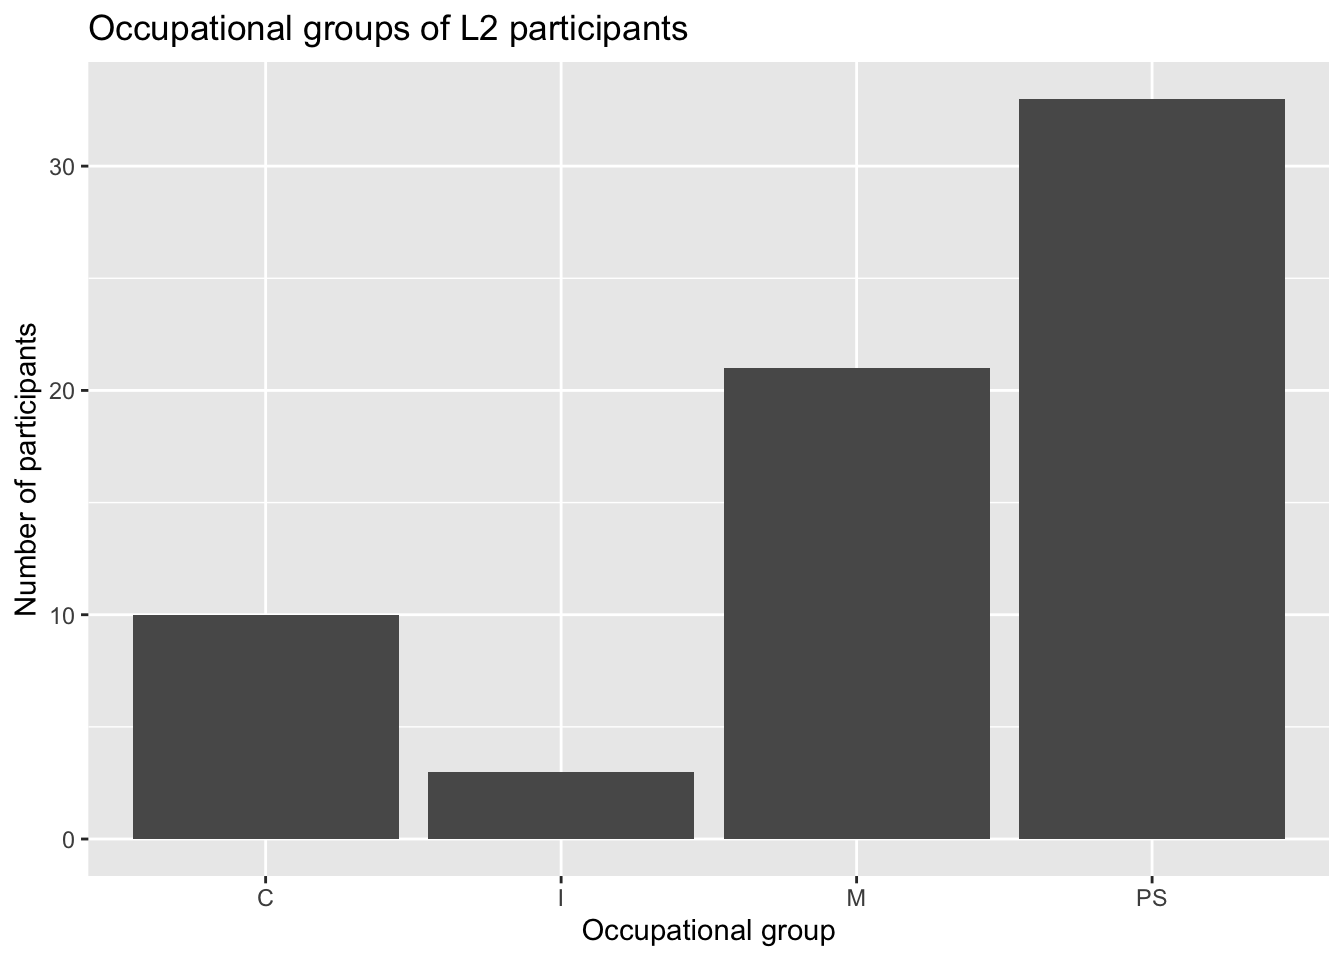 Occupational groups of L2 participants
Number of participants
30
20
10
0
C I M PS
Occupational group